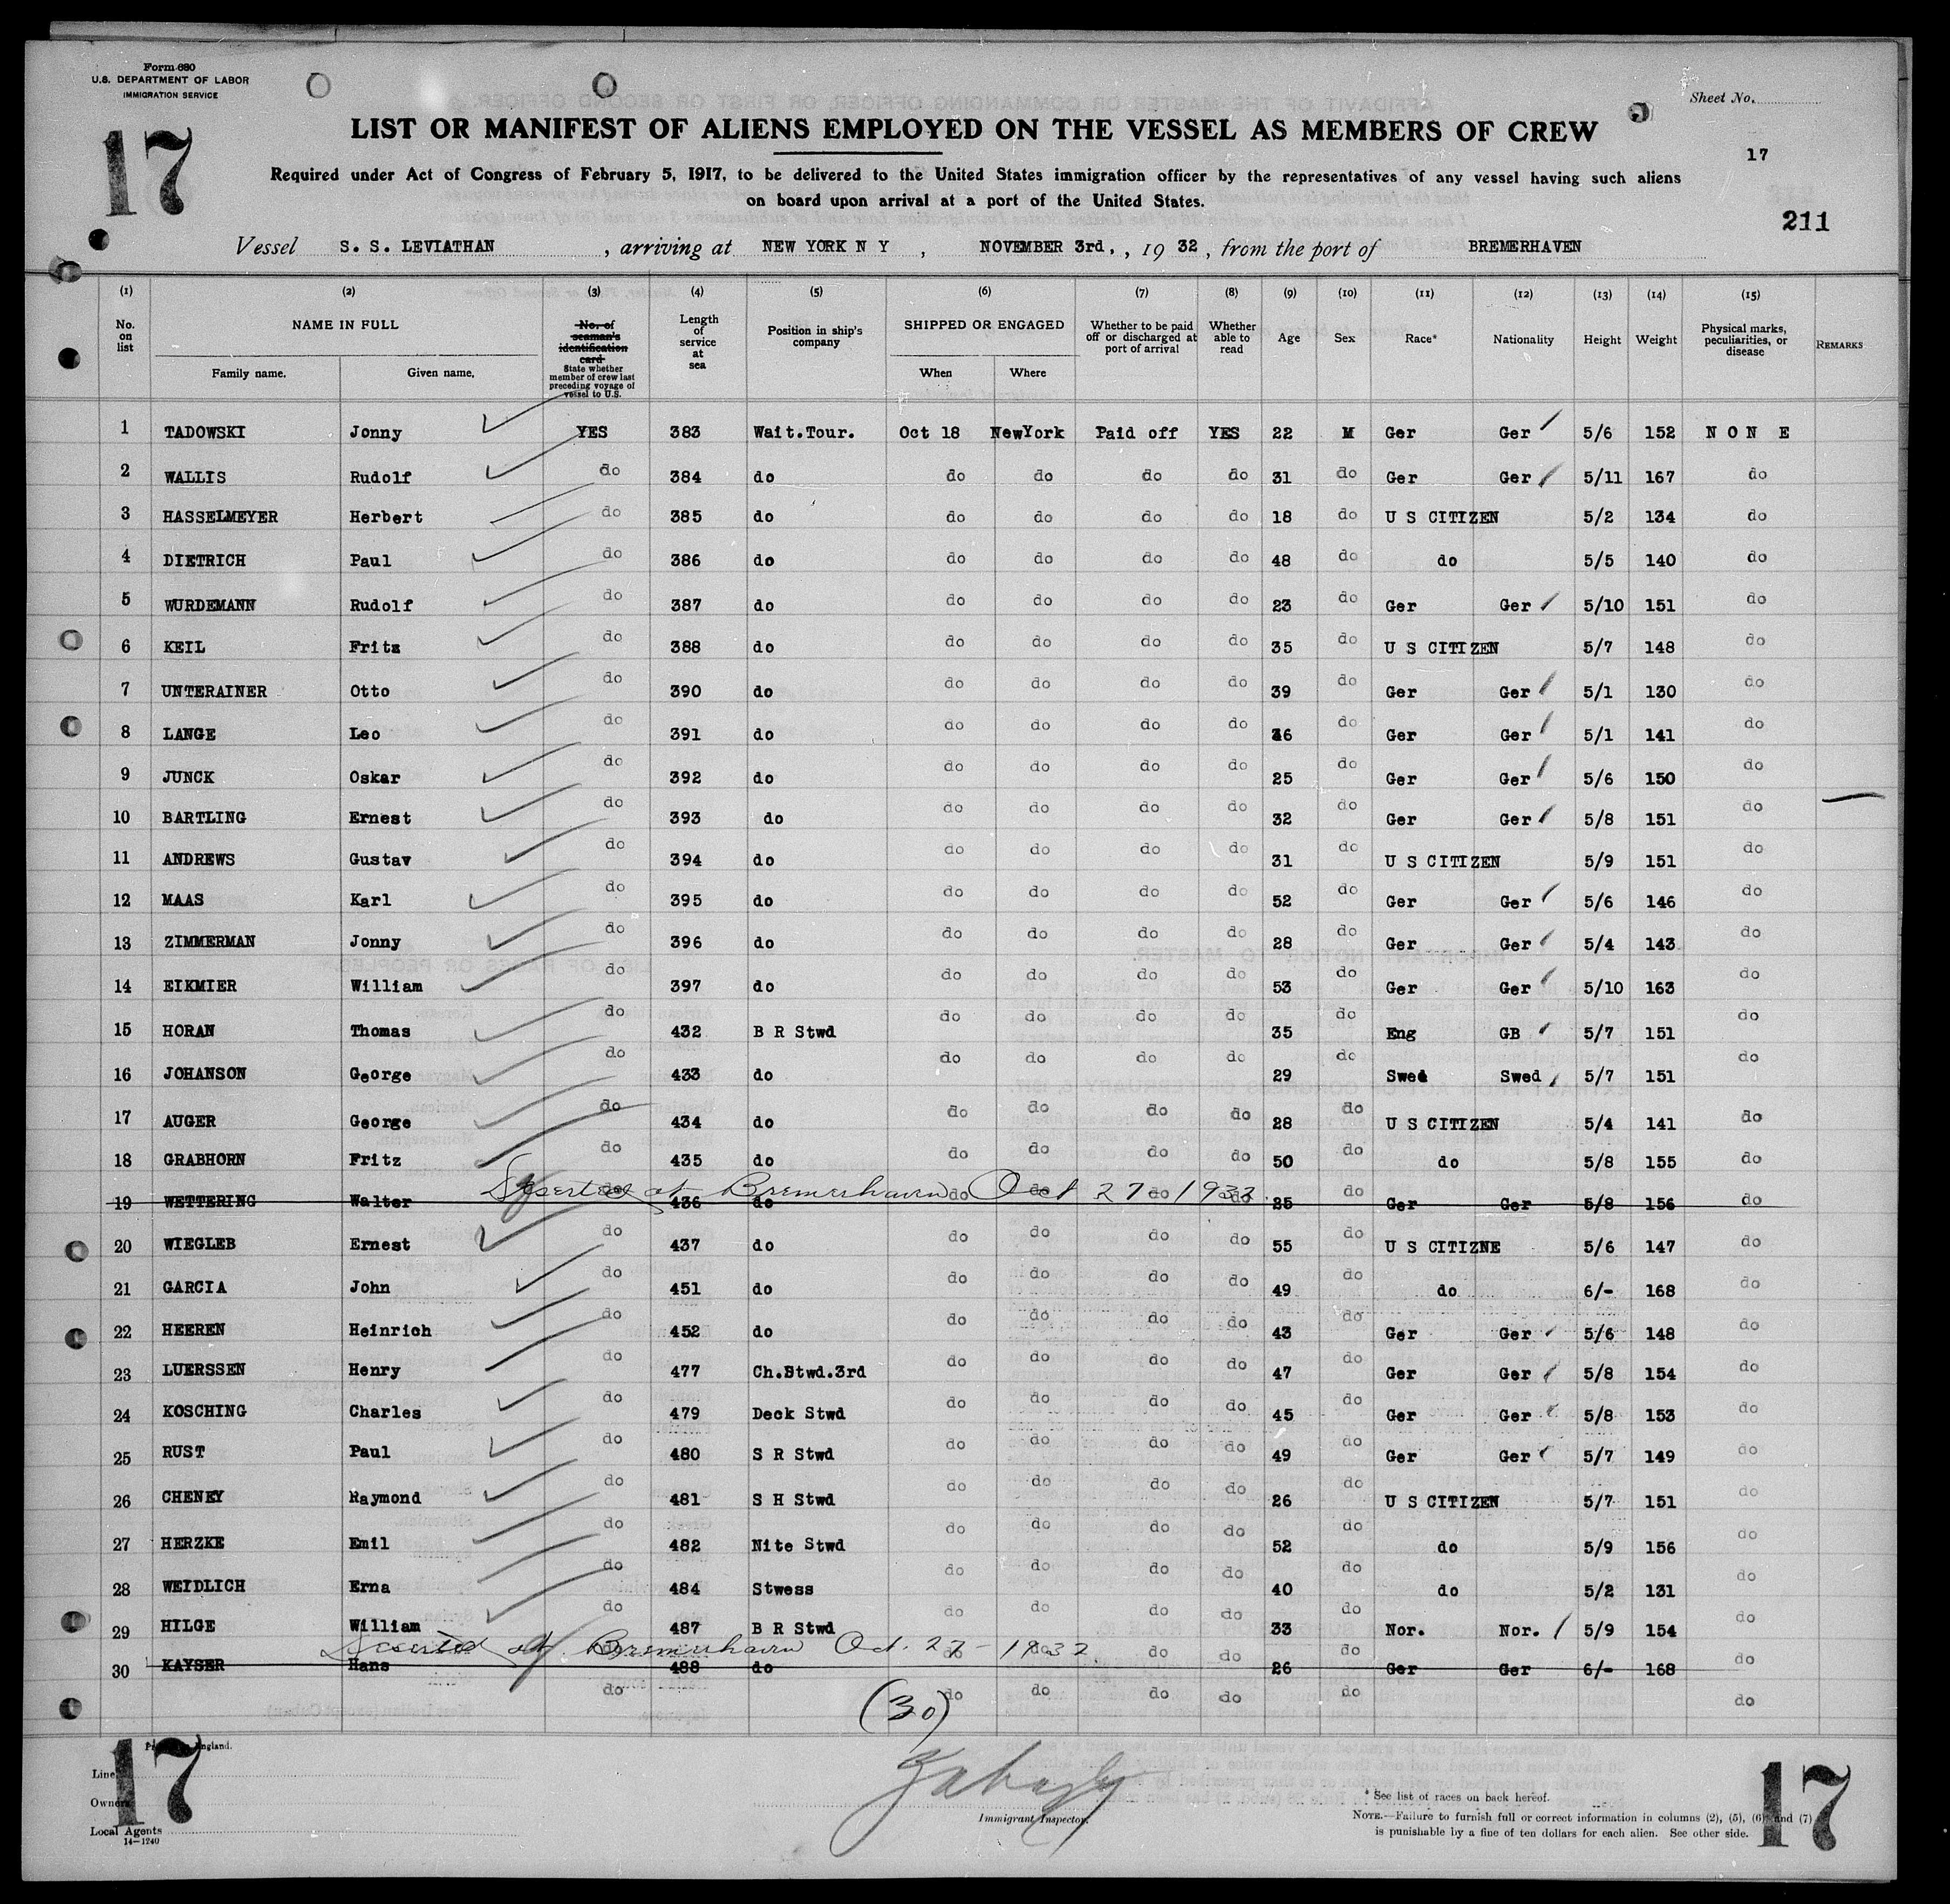 Form 680
U.S. DEPARTMENT OF LABOR
IMMIGRATION SERVICE
Sheet No.
17
LIST OR MANIFEST OF ALIENS EMPLOYED ON THE VESSEL AS MEMBERS OF CREW
17
Required under Act of Congress of February 5, 1917, to be delivered to the United States immigration officer by the representatives of any vessel having such aliens
on board upon arrival at a port of the United States.
211
Vessel S. S. LEVIATHAN , arriving at NEW YORK N Y , NOVEMBER 3rd, , 19 32 , from the port of BREMERHAVEN
(1) (2) (3) (4) (5) (6) (7) (8) (9) (10) (11) (12) (13) (14) (15)
No. on list NAME IN FULL Family name. Given name. No. of seaman's identification card State whether member of crew last preceding voyage of vessel to U.S. Length of service at sea Position in ship's company SHIPPED OR ENGAGED When Where Whether to be paid off or discharged at port of arrival Whether able to read Age Sex Race* Nationality Height Weight Physical marks, peculiarities, or disease REMARKS
1 TADOWSKI Jonny YES 383 Wait.Tour. Oct 18 NewYork Paid off YES 22 M Ger Ger 5/6 152 N O N E
2 WALLIS Rudolf do 384 do do do do do 31 do Ger Ger 5/11 167 do
3 HASSELMEYER Herbert do 385 do do do do do 18 do U S CITIZEN 5/2 134 do
4 DIETRICH Paul do 386 do do do do do 48 do do 5/5 140 do
5 WURDEMANN Rudolf do 387 do do do do do 23 do Ger Ger 5/10 151 do
6 KEIL Fritz do 388 do do do do do 35 do U S CITIZEN 5/7 148 do
7 UNTERAINER Otto do 390 do do do do do 39 do Ger Ger 5/1 130 do
8 LANGE Leo do 391 do do do do do do Ger Ger 5/1 141 do
9 JUNCK Oskar do 392 do do do do do 25 do Ger Ger 5/6 150 do
10 BARTLING Ernest do 393 do do do do do 32 do Ger Ger 5/8 151 do
11 ANDREWS Gustav do 394 do do do do do 31 do U S CITIZEN 5/9 151 do
12 MAAS Karl do 395 do do do do do 52 do Ger Ger 5/6 146 do
13 ZIMMERMAN Jonny do 396 do do do do do 28 do Ger Ger 5/4 143 do
14 EIKMIER William do 397 do do do do do 53 do Ger Ger 5/10 163 do
15 HORAN Thomas do 432 B R Stwd do do do do 35 do Eng GB 5/7 151 do
16 JOHANSON George do 433 do do do do do 29 do Swed Swed 5/7 151 do
17 AUGER George do 434 do do do do do 28 do U S CITIZEN 5/4 141 do
18 GRABHORN Fritz do 435 do do do do do 50 do do 5/8 155 do
Deserted at Bremerhaven Oct 27 1932
19 WETTERING Walter do 436 do do do do do 25 do Ger Ger 5/8 156 do
20 WIEGLEB Ernest do 437 do do do do do 55 do U S CITIZNE 5/6 147 do
21 GARCIA John do 451 do do do do do 49 do do 6/- 168 do
22 HEEREN Heinrich do 452 do do do do do 43 do Ger Ger 5/6 148 do
23 LUERSSEN Henry do 477 Ch.Stwd.3rd do do do do 47 do Ger Ger 5/8 154 do
24 KOSCHING Charles do 479 Deck Stwd do do do do 45 do Ger Ger 5/8 153 do
25 RUST Paul do 480 S R Stwd do do do do 49 do Ger Ger 5/7 149 do
26 CHENEY Raymond do 481 S H Stwd do do do do 26 do U S CITIZEN 5/7 151 do
27 HERZKE Emil do 482 Nite Stwd do do do do 52 do do 5/9 156 do
28 WEIDLICH Erna do 484 Stwess do do do do 40 do do 5/2 131 do
29 HILGE William do 487 B R Stwd do do do do 33 do Nor. Nor. 5/9 154 do
Deserted at Bremerhaven Oct. 27 - 1932
30 KAYSER Hans do 488 do do do do do 26 do Ger Ger 6/- 168 do
do do do do do do do
(30)
17
England.
Line
Owners
Local Agents
14-1240
Immigrant Inspector.
* See list of races on back hereof.
NOTE.—Failure to furnish full or correct information in columns (2), (5), (6) and (7)
is punishable by a fine of ten dollars for each alien. See other side.
17